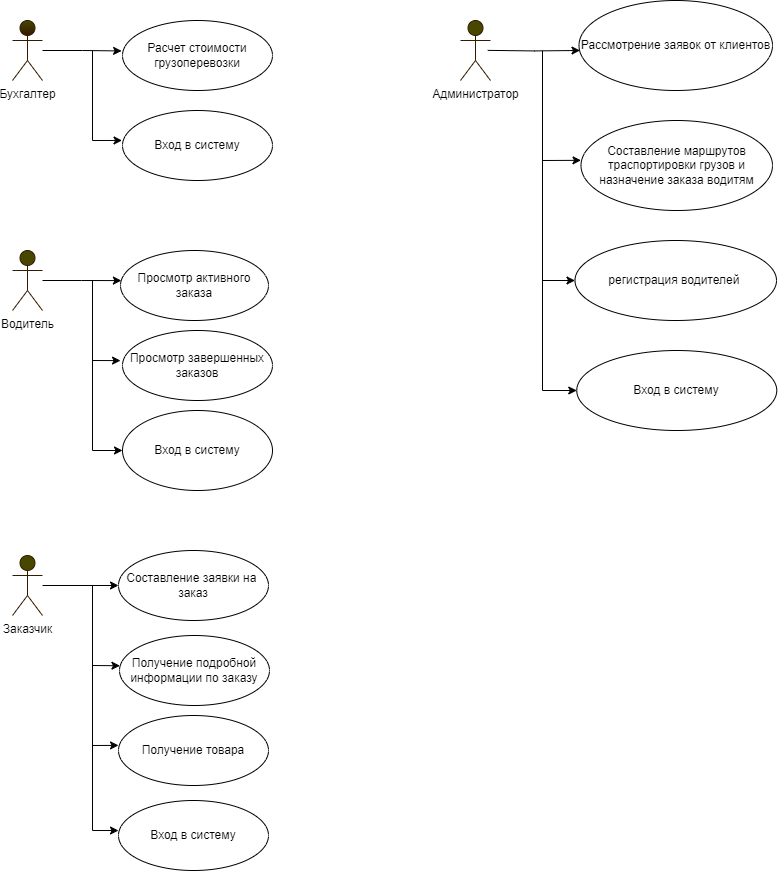 Расчет стоимости
грузоперевозки
Бухгалтер
Вход в систему
Рассмотрение заявок от клиентов
Администратор
Составление маршрутов
траспортировки грузов и
назначение заказа водитям
регистрация водителей
Вход в систему
Просмотр активного
заказа
Водитель
Просмотр завершенных
заказов
Вход в систему
Составление заявки на
заказ
Заказчик
Получение подробной
информации по заказу
Получение товара
Вход в систему